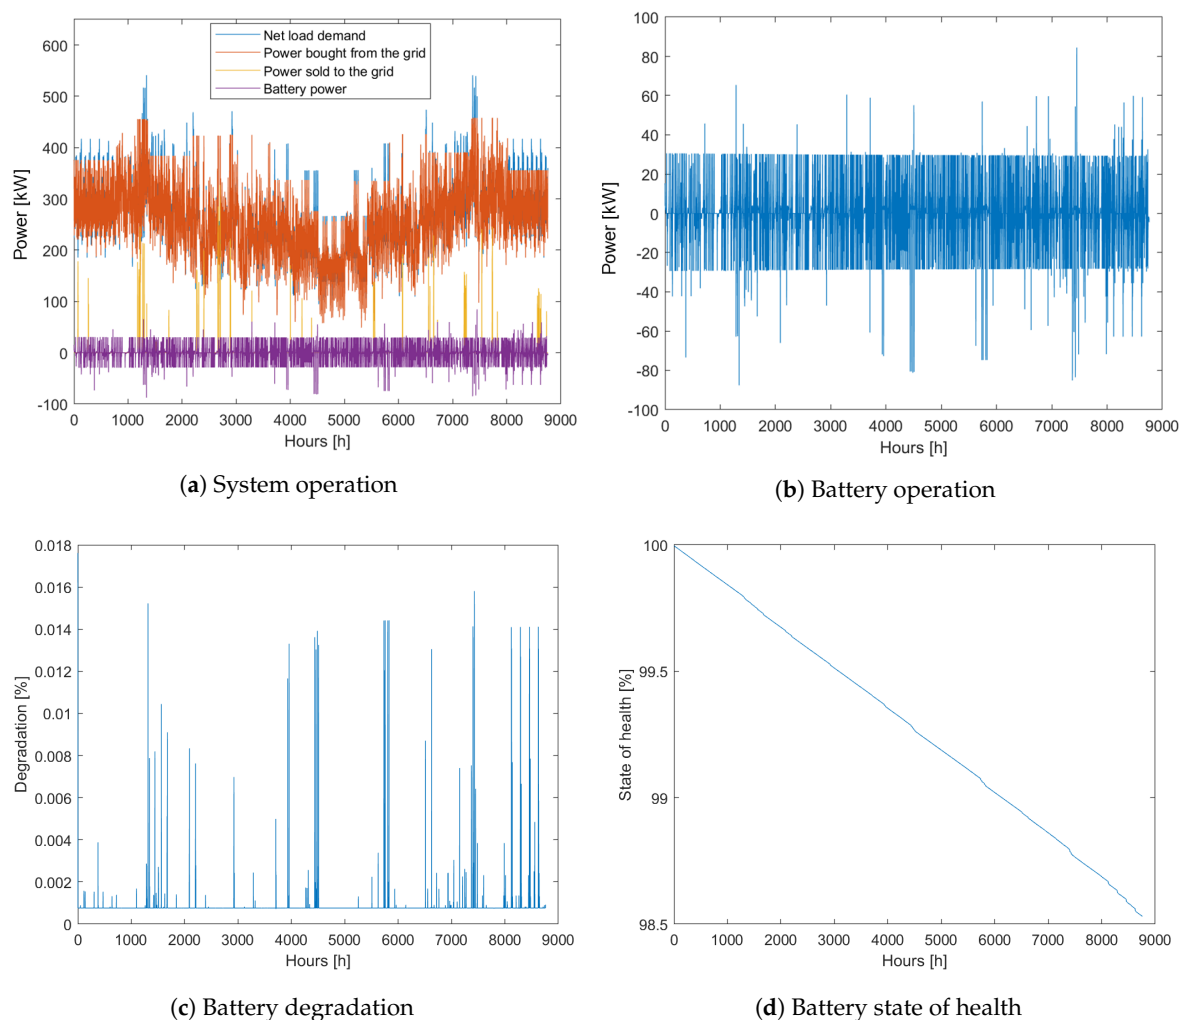 Net load demand
Power bought from the grid
Power sold to the grid
Battery power
600
500
400
300
200
100
0
-100
Power [kW]
0 1000 2000 3000 4000 5000 6000 7000 8000 9000
Hours [h]
(a) System operation
100
80
60
40
20
0
-20
-40
-60
-80
-100
Power [kW]
0 1000 2000 3000 4000 5000 6000 7000 8000 9000
Hours [h]
(b) Battery operation
0.018
0.016
0.014
0.012
0.01
0.008
0.006
0.004
0.002
0
Degradation [%]
0 1000 2000 3000 4000 5000 6000 7000 8000 9000
Hours [h]
(c) Battery degradation
100
99.5
99
98.5
State of health [%]
0 1000 2000 3000 4000 5000 6000 7000 8000 9000
Hours [h]
(d) Battery state of health